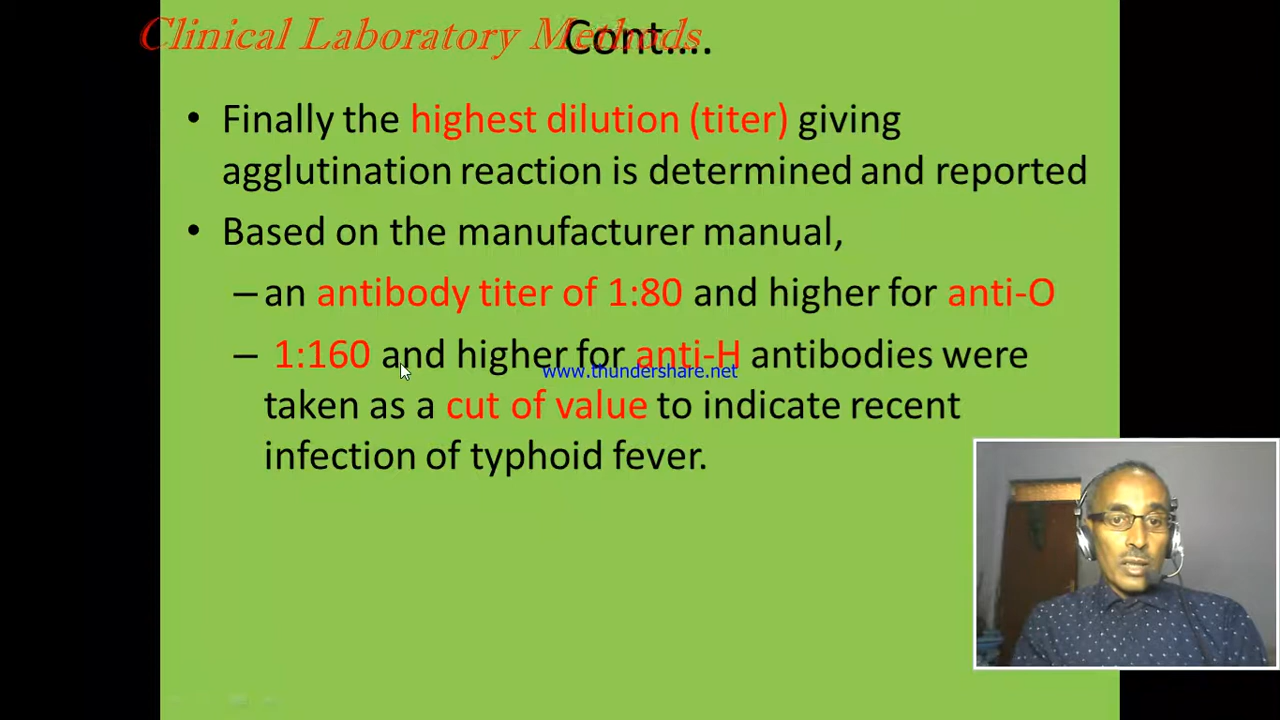 Clinical Laboratory Methods
Cont....
• Finally the highest dilution (titer) giving
agglutination reaction is determined and reported
• Based on the manufacturer manual,
– an antibody titer of 1:80 and higher for anti-O
– 1:160 and higher for anti-H antibodies were
www.thundershare.net
taken as a cut of value to indicate recent
infection of typhoid fever.